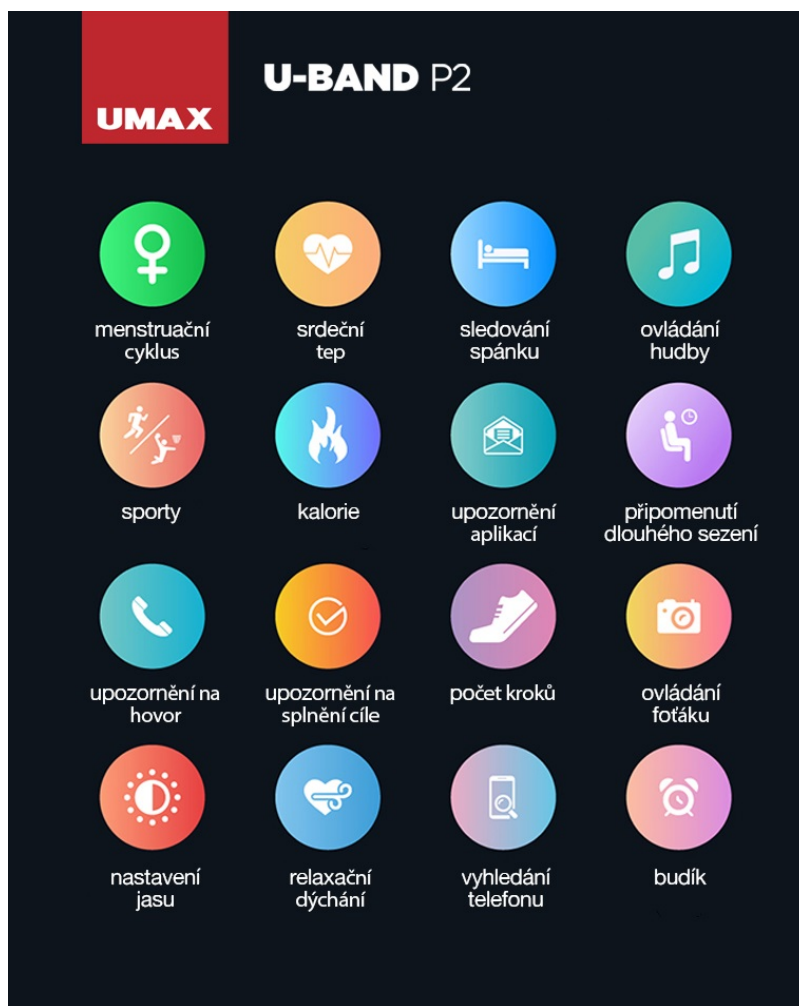 UMAX
U-BAND P2
menstruační
cyklus
srdeční
tep
sledování
spánku
ovládání
hudby
sporty
kalorie
upozornění
aplikací
připomenutí
dlouhého sezení
upozornění na
hovor
upozornění na
splnění cíle
počet kroků
ovládání
foťáku
nastavení
jasu
relaxační
dýchání
vyhledání
telefonu
budík